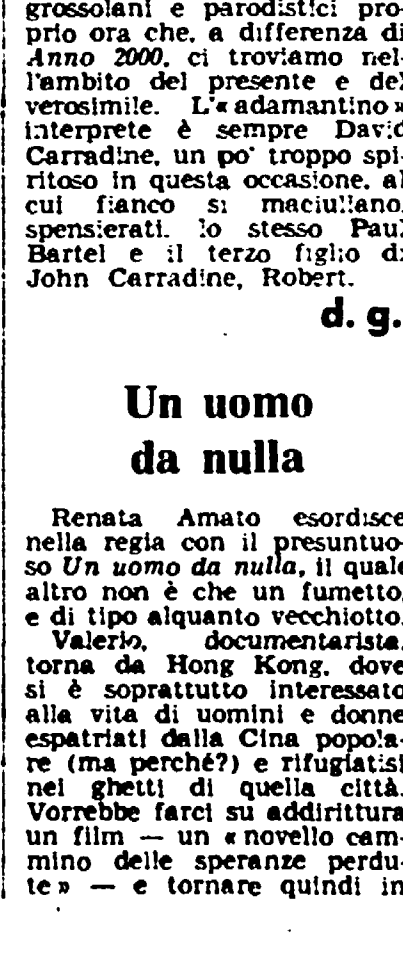 grossolani e parodistici pro-
prio ora che, a differenza di
Anno 2000, ci troviamo nel-
l'ambito del presente e del
verosimile. L'« adamantino »
interprete è sempre David
Carradine, un po' troppo spi-
ritoso in questa occasione, al
cui fianco si maciullano,
spensierati, lo stesso Paul
Bartel e il terzo figlio di
John Carradine, Robert.
d. g.
Un uomo
da nulla
Renata Amato esordisce
nella regia con il presuntuo-
so Un uomo da nulla, il quale
altro non è che un fumetto,
e di tipo alquanto vecchiotto.
Valerio, documentarista,
torna da Hong Kong, dove
si è soprattutto interessato
alla vita di uomini e donne
espatriati dalla Cina popola-
re (ma perché?) e rifugiatisi
nei ghetti di quella città.
Vorrebbe farci su addirittura
un film — un « novello cam-
mino delle speranze perdu-
te » — e tornare quindi in